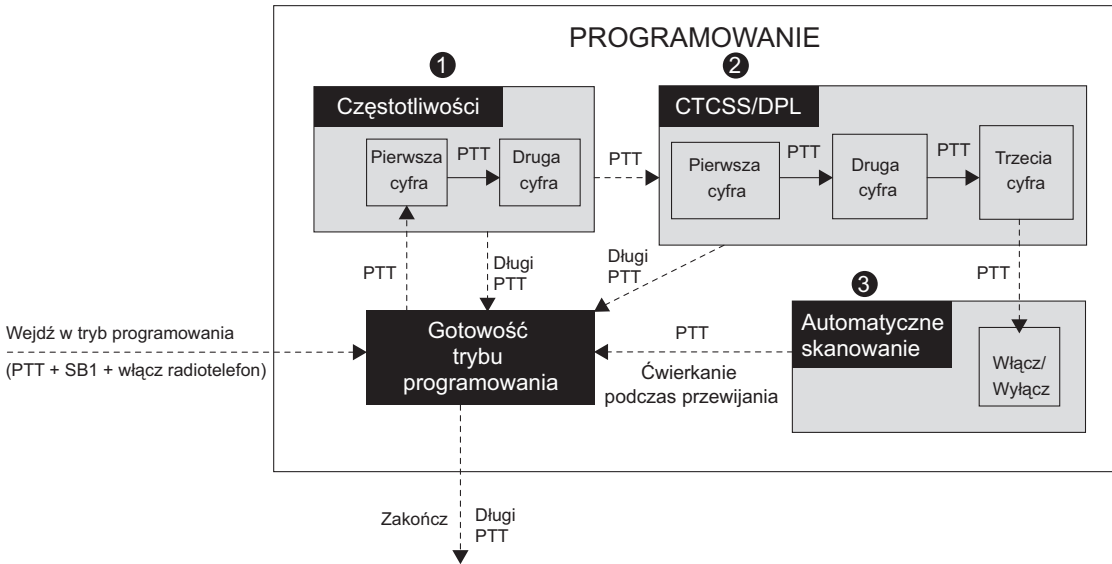 PROGRAMOWANIE
1
Częstotliwości
Pierwsza
cyfra
PTT
Druga
cyfra
PTT
2
CTCSS/DPL
Pierwsza
cyfra
PTT
Druga
cyfra
PTT
Trzecia
cyfra
PTT
Długi
PTT
Długi
PTT
PTT
Wejdź w tryb programowania
(PTT + SB1 + włącz radiotelefon)
Gotowość
trybu
programowania
PTT
Ćwierkanie
podczas przewijania
3
Automatyczne
skanowanie
Włącz/
Wyłącz
Zakończ
Długi
PTT